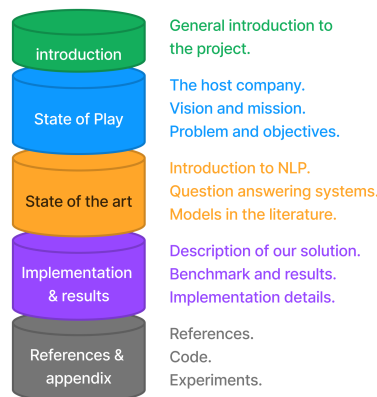 introduction
General introduction to
the project.
State of Play
The host company.
Vision and mission.
Problem and objectives.
State of the art
Introduction to NLP.
Question answering systems.
Models in the literature.
Implementation
& results
Description of our solution.
Benchmark and results.
Implementation details.
References &
appendix
References.
Code.
Experiments.